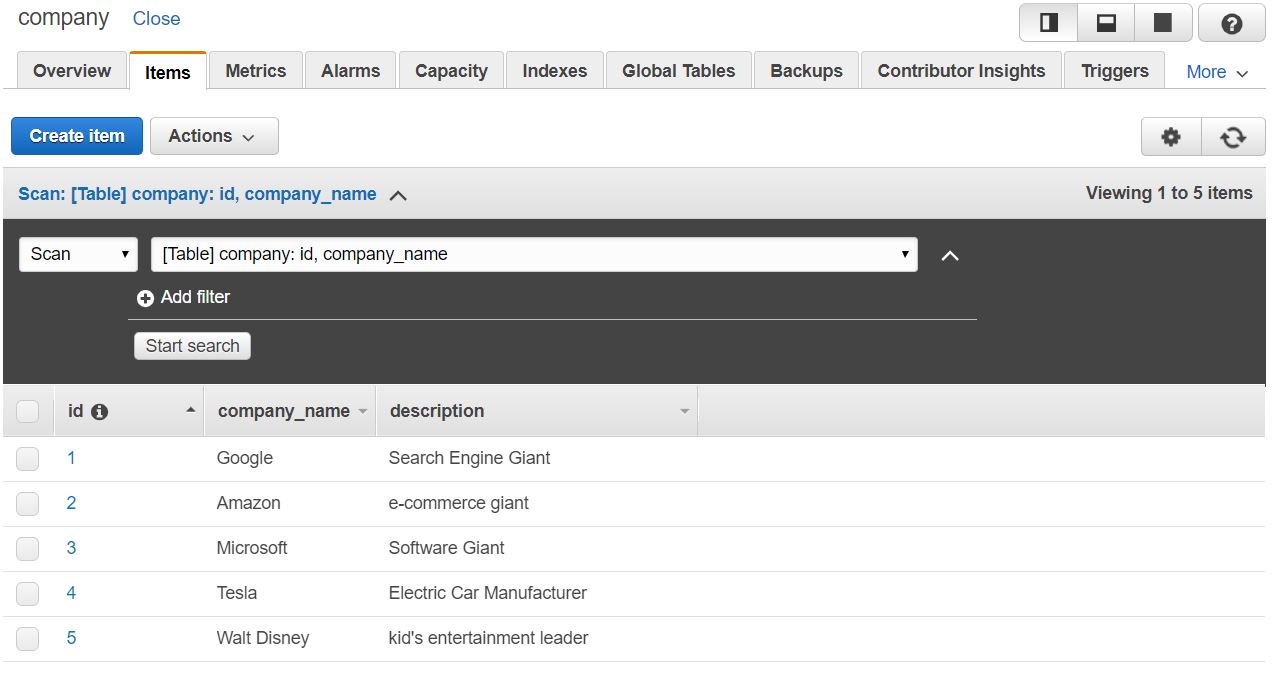 company Close
Overview Items Metrics Alarms Capacity Indexes Global Tables Backups Contributor Insights Triggers More
Create item Actions
Scan: [Table] company: id, company_name Viewing 1 to 5 items
Scan [Table] company: id, company_name
Add filter
Start search
id company_name description
1 Google Search Engine Giant
2 Amazon e-commerce giant
3 Microsoft Software Giant
4 Tesla Electric Car Manufacturer
5 Walt Disney kid's entertainment leader